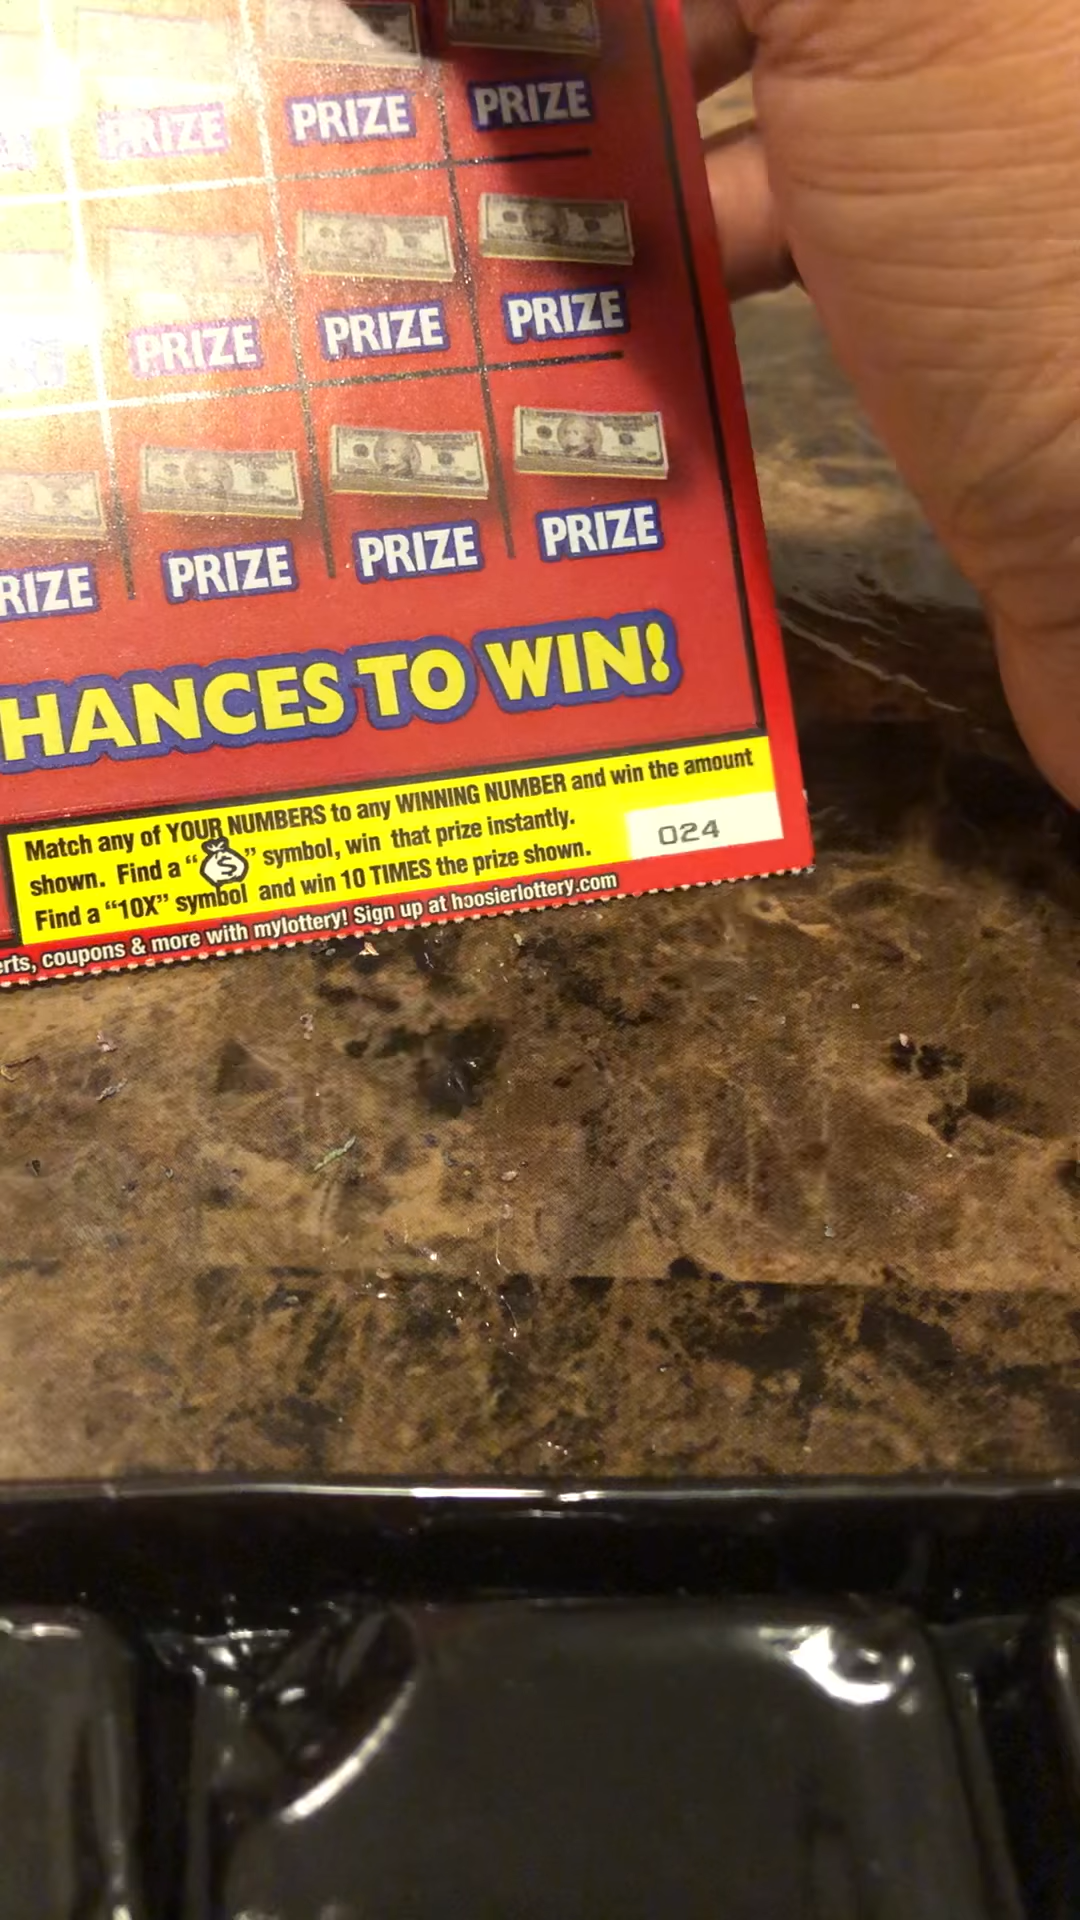 PRIZE PRIZE PRIZE
PRIZE PRIZE PRIZE
RIZE PRIZE PRIZE PRIZE
HANCES TO WIN!
Match any of YOUR NUMBERS to any WINNING NUMBER and win the amount
shown. Find a “$” symbol, win that prize instantly.
Find a “10X” symbol and win 10 TIMES the prize shown.
024
erts, coupons & more with mylottery! Sign up at hoosierlottery.com